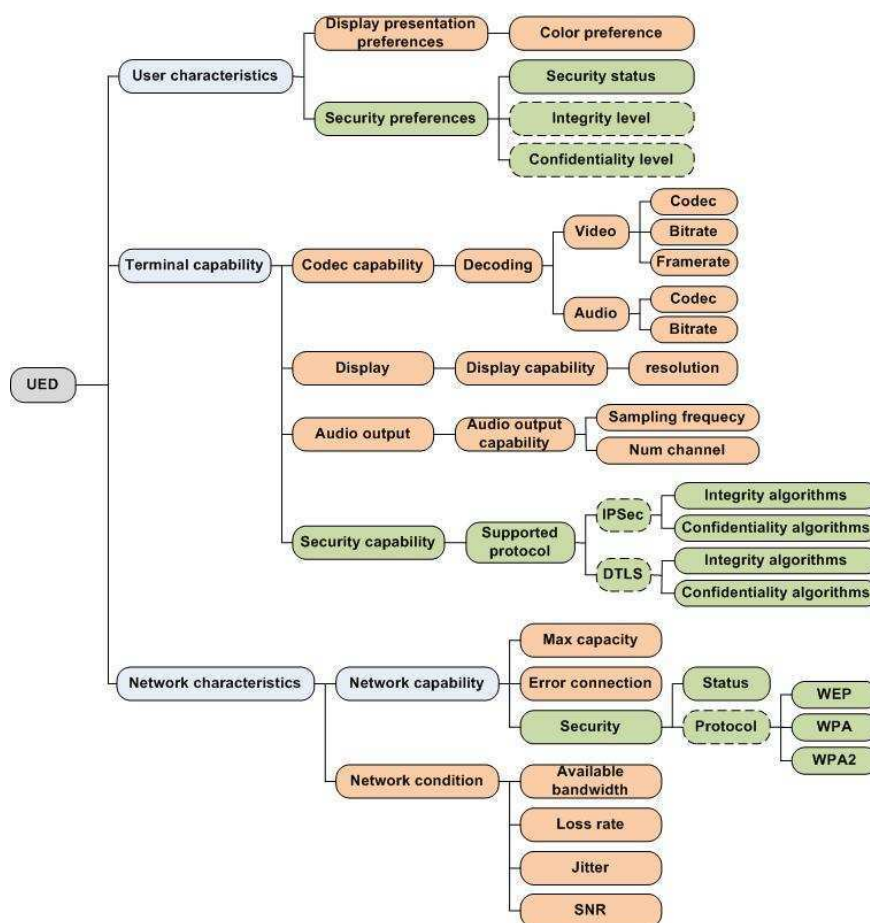 Display presentation
preferences
Color preference
User characteristics
Security status
Security preferences
Integrity level
Confidentiality level
Codec
Video
Bitrate
Terminal capability
Codec capability
Decoding
Framerate
Codec
Audio
Bitrate
UED
Display
Display capability
resolution
Sampling frequecy
Audio output
Audio output
capability
Num channel
IPSec
Integrity algorithms
Confidentiality algorithms
Security capability
Supported
protocol
DTLS
Integrity algorithms
Confidentiality algorithms
Max capacity
Network characteristics
Network capability
Error connection
Status
WEP
Security
Protocol
WPA
WPA2
Network condition
Available
bandwidth
Loss rate
Jitter
SNR